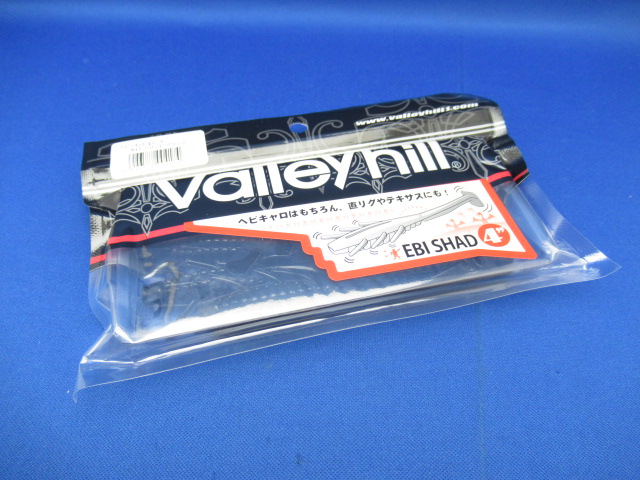 www.valleyhill1.com
Valleyhill®
ヘビキャロはもちろん、直リグやテキサスにも！
EBI SHAD 4"